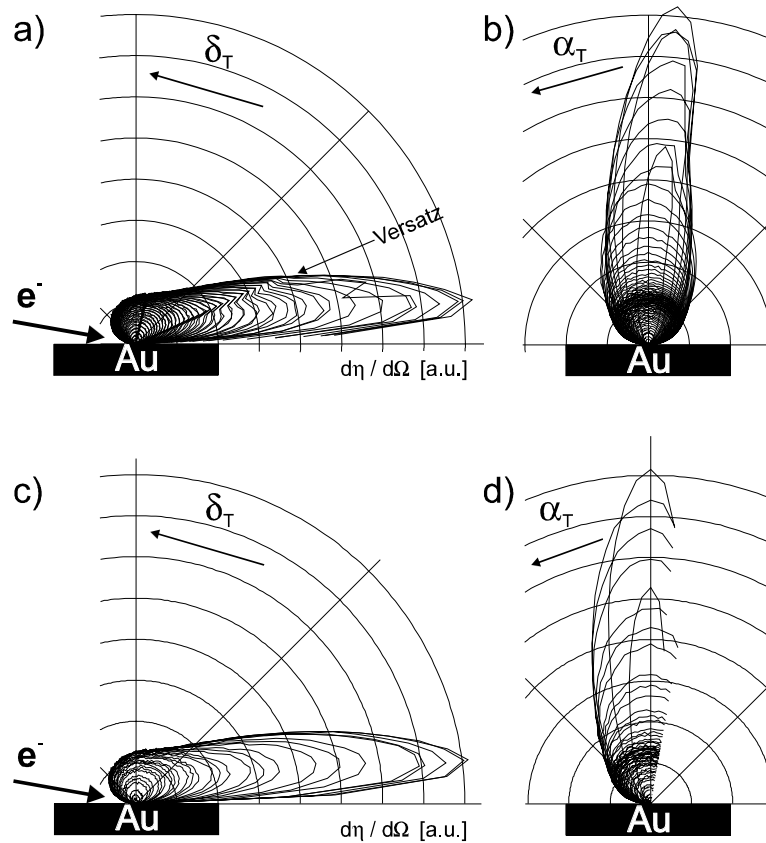 a)
δT
Versatz
e-
Au
dη / dΩ [a.u.]
b)
αT
Au
c)
δT
e-
Au
dη / dΩ [a.u.]
d)
αT
Au